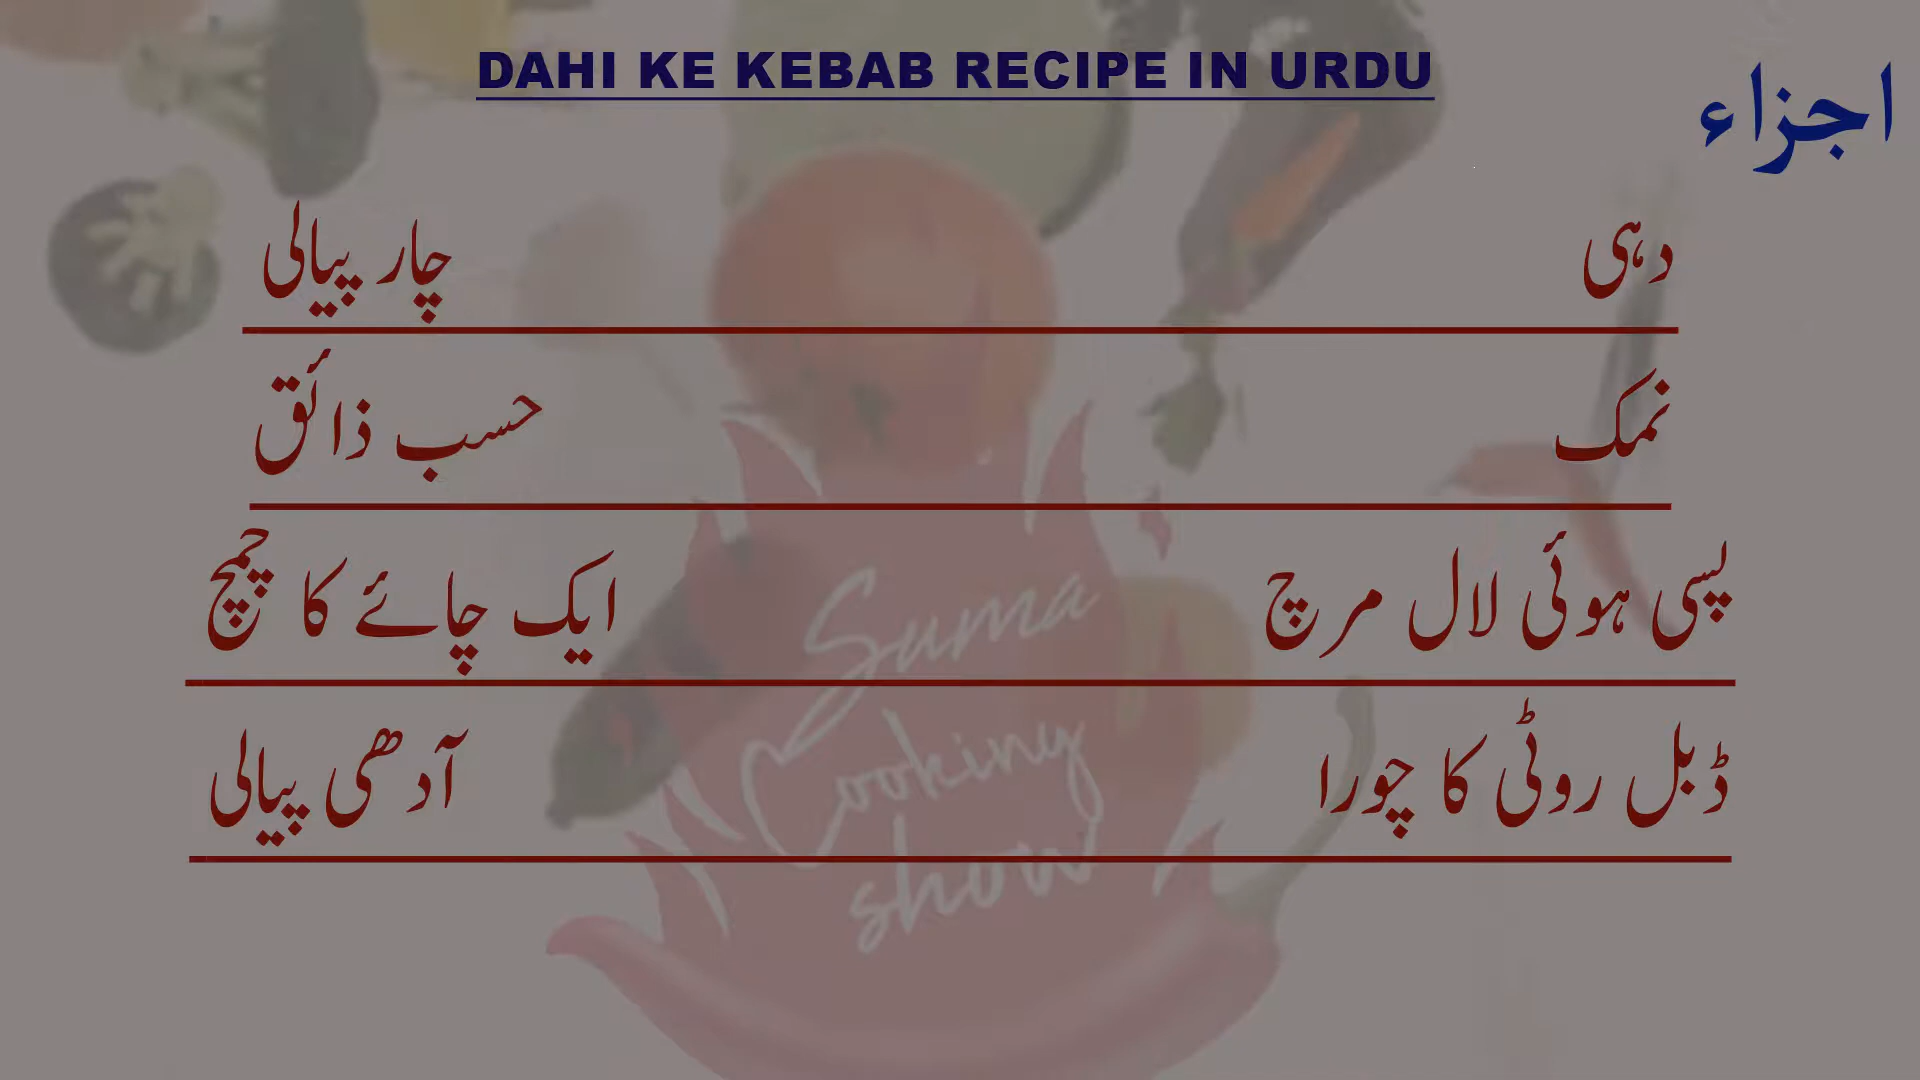 DAHI KE KEBAB RECIPE IN URDU
اجزاء
دہی چار پیالی
نمک حسب ذائق
پسی ہوئی لال مرچ ایک چائے کا چمچ
ڈبل روٹی کا چورا آدھی پیالی
Suma
Cooking
show